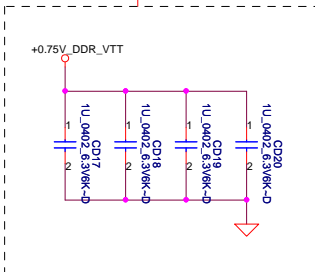 +0.75V_DDR_VTT
1
2
CD17
1U_0402_6.3V6K~D
1
2
CD18
1U_0402_6.3V6K~D
1
2
CD19
1U_0402_6.3V6K~D
1
2
CD20
1U_0402_6.3V6K~D